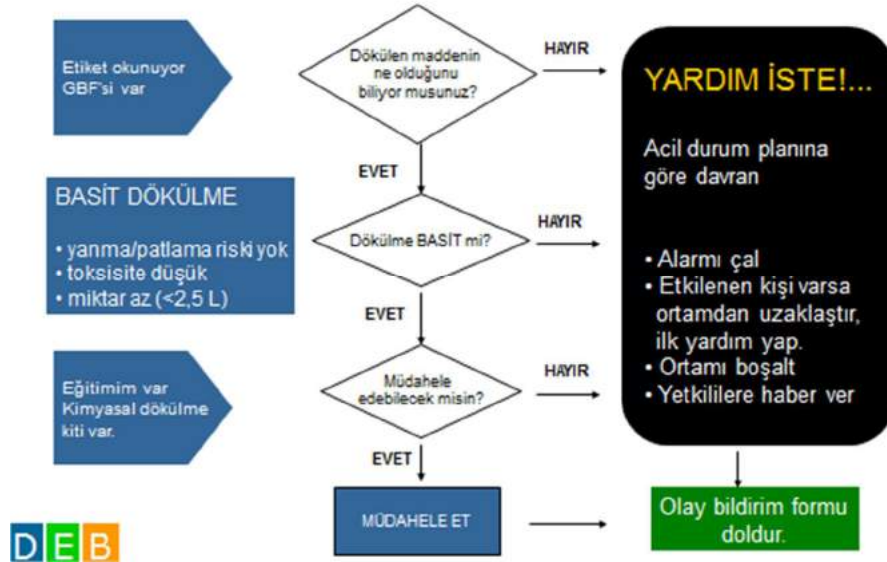 Etiket okunuyor
GBF'si var
Dökülen maddenin
ne olduğunu
biliyor musunuz?
HAYIR
EVET
BASİT DÖKÜLME
• yanma/patlama riski yok
• toksisite düşük
• miktar az (<2,5 L)
Dökülme BASİT mi?
HAYIR
EVET
Eğitimim var
Kimyasal dökülme
kiti var.
Müdahele
edebilecek misin?
HAYIR
EVET
MÜDAHELE ET
YARDIM İSTE!...
Acil durum planına
göre davran
• Alarmı çal
• Etkilenen kişi varsa
ortamdan uzaklaştır,
ilk yardım yap.
• Ortamı boşalt
• Yetkililere haber ver
Olay bildirim formu
doldur.
DEB